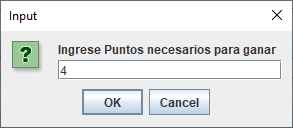 Input
Ingrese Puntos necesarios para ganar
4
OK Cancel